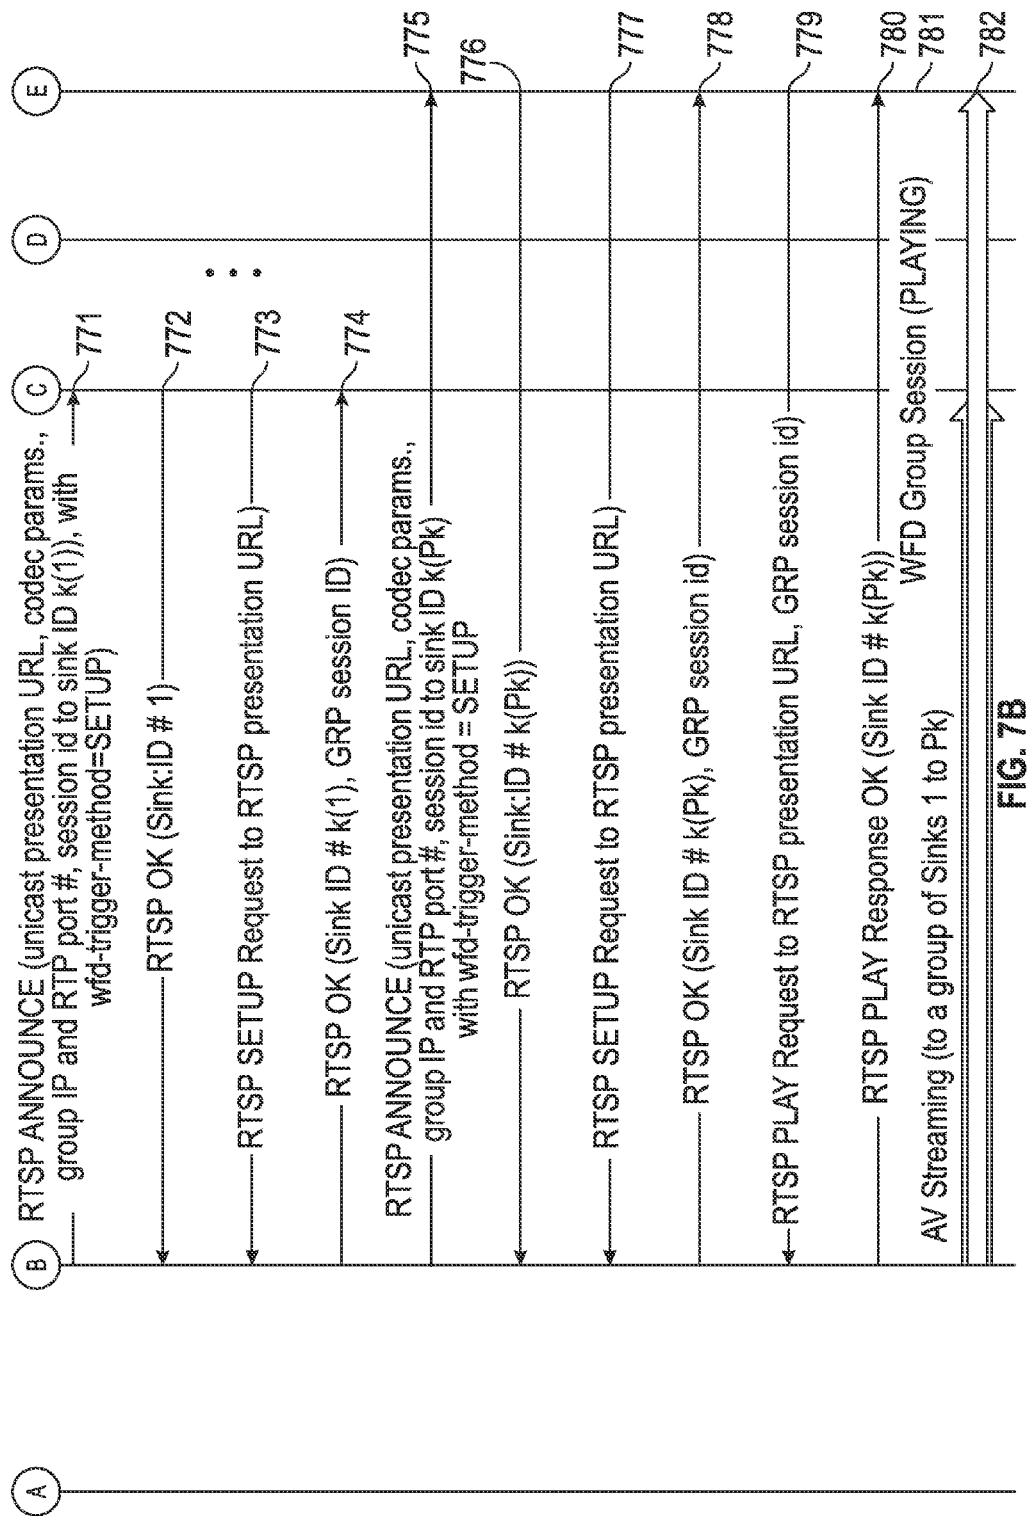 A
B
C
D
E
RTSP ANNOUNCE (unicast presentation URL, codec params.,
group IP and RTP port #, session id to sink ID k(1)), with
wfd-trigger-method=SETUP)
771
RTSP OK (Sink:ID # 1)
772
RTSP SETUP Request to RTSP presentation URL)
773
RTSP OK (Sink ID # k(1), GRP session ID)
774
RTSP ANNOUNCE (unicast presentation URL, codec params.,
group IP and RTP port #, session id to sink ID k(Pk)
with wfd-trigger-method = SETUP
775
RTSP OK (Sink:ID # k(Pk))
776
RTSP SETUP Request to RTSP presentation URL)
777
RTSP OK (Sink ID # k(Pk), GRP session id)
778
RTSP PLAY Request to RTSP presentation URL, GRP session id)
779
RTSP PLAY Response OK (Sink ID # k(Pk))
780
WFD Group Session (PLAYING)
781
AV Streaming (to a group of Sinks 1 to Pk)
782
FIG. 7B